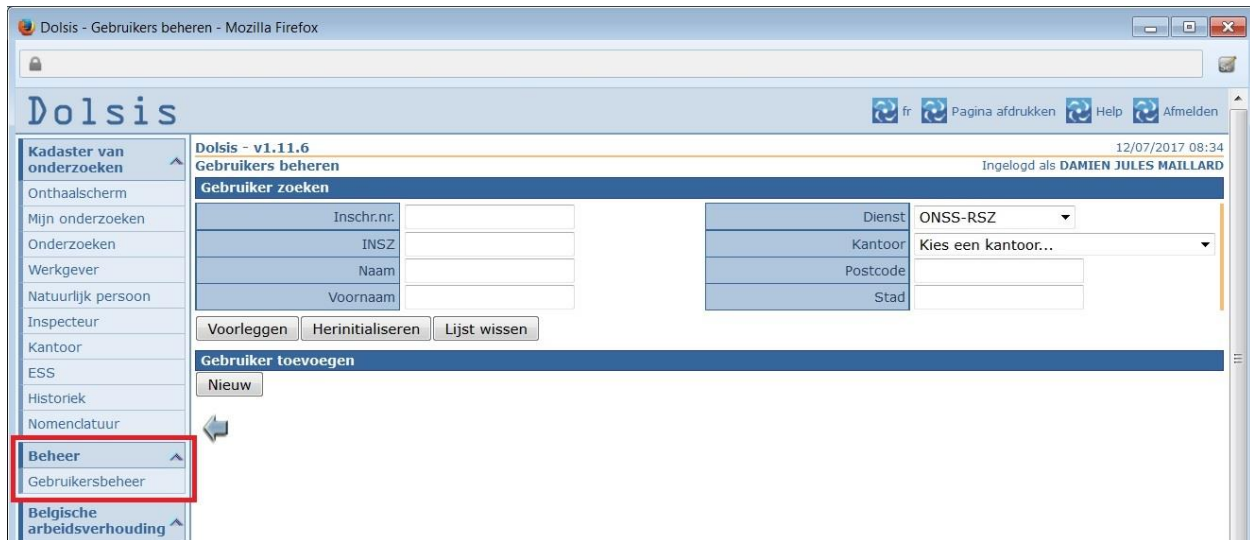 Dolsis - Gebruikers beheren - Mozilla Firefox
Dolsis
fr Pagina afdrukken Help Afmelden
Kadaster van
onderzoeken
Onthaalscherm
Mijn onderzoeken
Onderzoeken
Werkgever
Natuurlijk persoon
Inspecteur
Kantoor
ESS
Historiek
Nomenclatuur
Beheer
Gebruikersbeheer
Belgische
arbeidsverhouding
Dolsis - v1.11.6 12/07/2017 08:34
Gebruikers beheren Ingelogd als DAMIEN JULES MAILLARD
Gebruiker zoeken
Inschr.nr. Dienst ONSS-RSZ
INSZ Kantoor Kies een kantoor...
Naam Postcode
Voornaam Stad
Voorleggen Herinitialiseren Lijst wissen
Gebruiker toevoegen
Nieuw